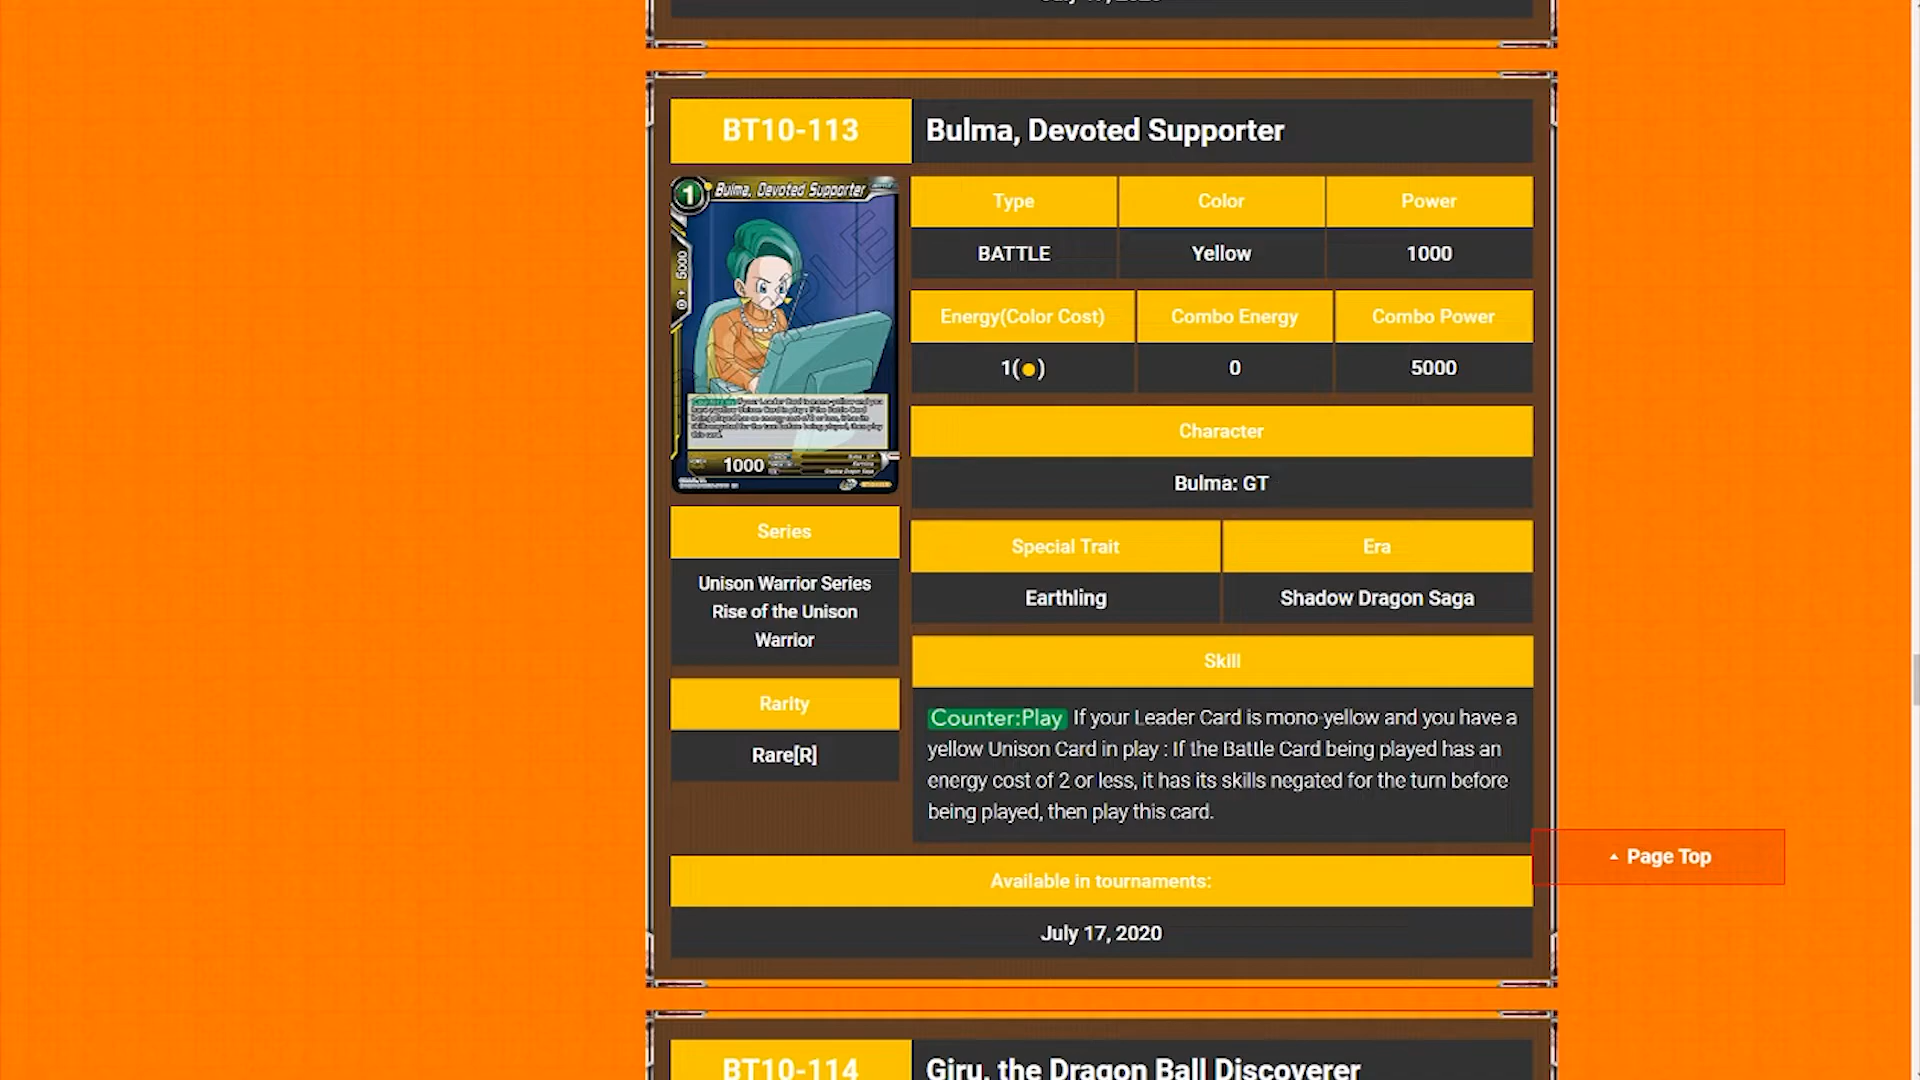 BT10-113
Bulma, Devoted Supporter
1
Bulma, Devoted Supporter
5000
1000
Type
Color
Power
BATTLE
Yellow
1000
Energy(Color Cost)
Combo Energy
Combo Power
1( )
0
5000
Character
Bulma: GT
Series
Special Trait
Era
Unison Warrior Series
Rise of the Unison
Warrior
Earthling
Shadow Dragon Saga
Skill
Rarity
Rare[R]
Counter:Play If your Leader Card is mono-yellow and you have a
yellow Unison Card in play : If the Battle Card being played has an
energy cost of 2 or less, it has its skills negated for the turn before
being played, then play this card.
Page Top
Available in tournaments:
July 17, 2020
BT10-114
Giru, the Dragon Ball Discoverer